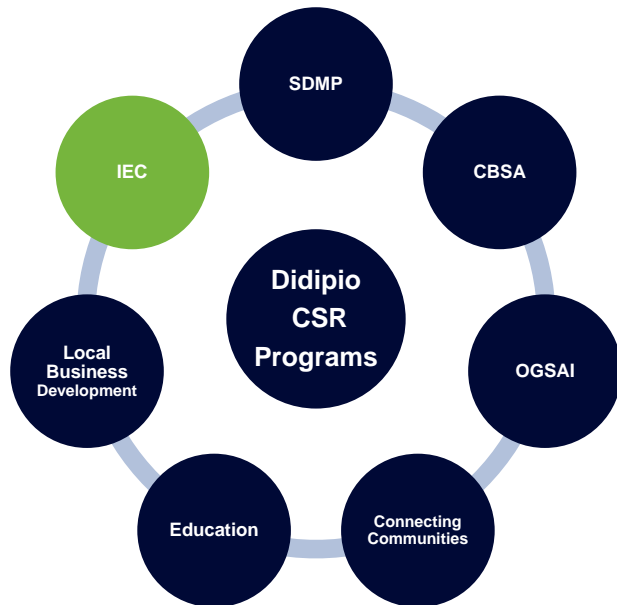 SDMP
IEC
CBSA
Didipio
CSR
Programs
Local
Business
Development
OGSAI
Education
Connecting
Communities